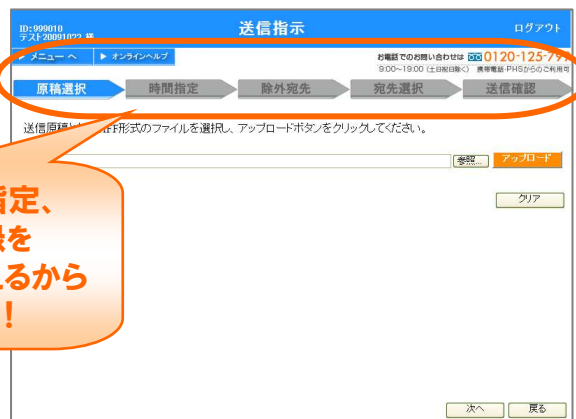 ID:999010
テスト20091022 様
送信指示
ログアウト
メニュー へ
オンラインヘルプ
お電話でのお問い合わせは 0120-125-79
9:00～19:00 (土日祝日除く) 携帯電話・PHSからのご利用可
原稿選択
時間指定
除外宛先
宛先選択
送信確認
送信原稿 形式のファイルを選択し、アップロードボタンをクリックしてください。
参照...
アップロード
クリア
指定、
を
えるから
！
次へ
戻る